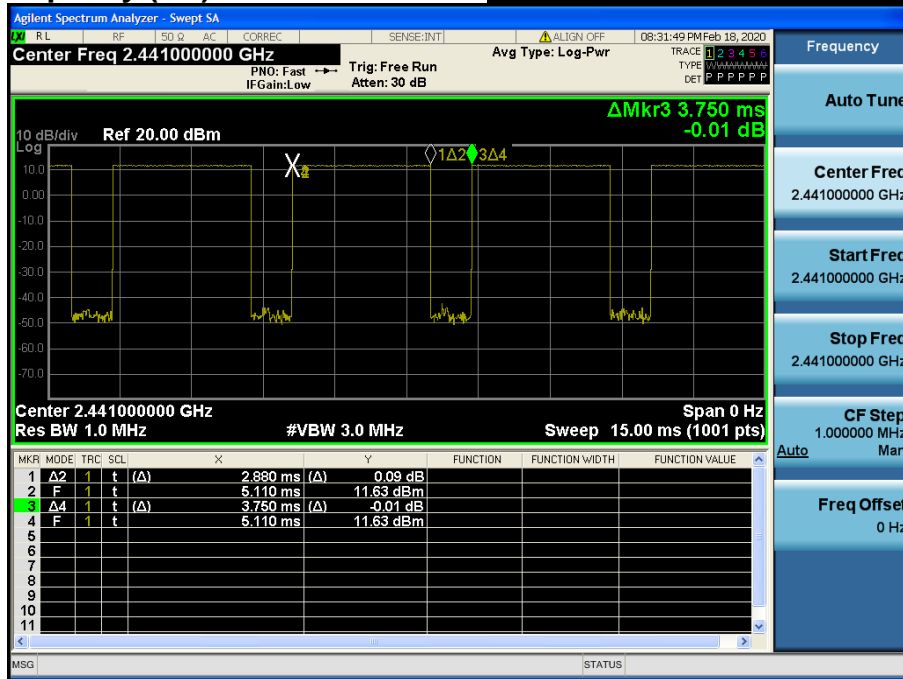 Agilent Spectrum Analyzer - Swept SA
LXI RL RF 50 Ω AC CORREC SENSE:INT ALIGN OFF 08:31:49 PM Feb 18, 2020
Center Freq 2.441000000 GHz
PNO: Fast
IFGain:Low
Trig: Free Run
Atten: 30 dB
Avg Type: Log-Pwr
TRACE 1 2 3 4 5 6
TYPE
DET P P P P P P
ΔMkr3 3.750 ms
-0.01 dB
10 dB/div Ref 20.00 dBm
Log
10.0
0.00
-10.0
-20.0
-30.0
-40.0
-50.0
-60.0
-70.0
X
1Δ2
3Δ4
Center 2.441000000 GHz Span 0 Hz
Res BW 1.0 MHz #VBW 3.0 MHz Sweep 15.00 ms (1001 pts)
MKR MODE TRC SCL X Y FUNCTION FUNCTION WIDTH FUNCTION VALUE
1 Δ2 1 t (Δ) 2.880 ms (Δ) 0.09 dB
2 F 1 t 5.110 ms 11.63 dBm
3 Δ4 1 t (Δ) 3.750 ms (Δ) -0.01 dB
4 F 1 t 5.110 ms 11.63 dBm
5
6
7
8
9
10
11
MSG STATUS
Frequency
Auto Tune
Center Freq
2.441000000 GHz
Start Freq
2.441000000 GHz
Stop Freq
2.441000000 GHz
CF Step
1.000000 MHz
Auto Man
Freq Offset
0 Hz